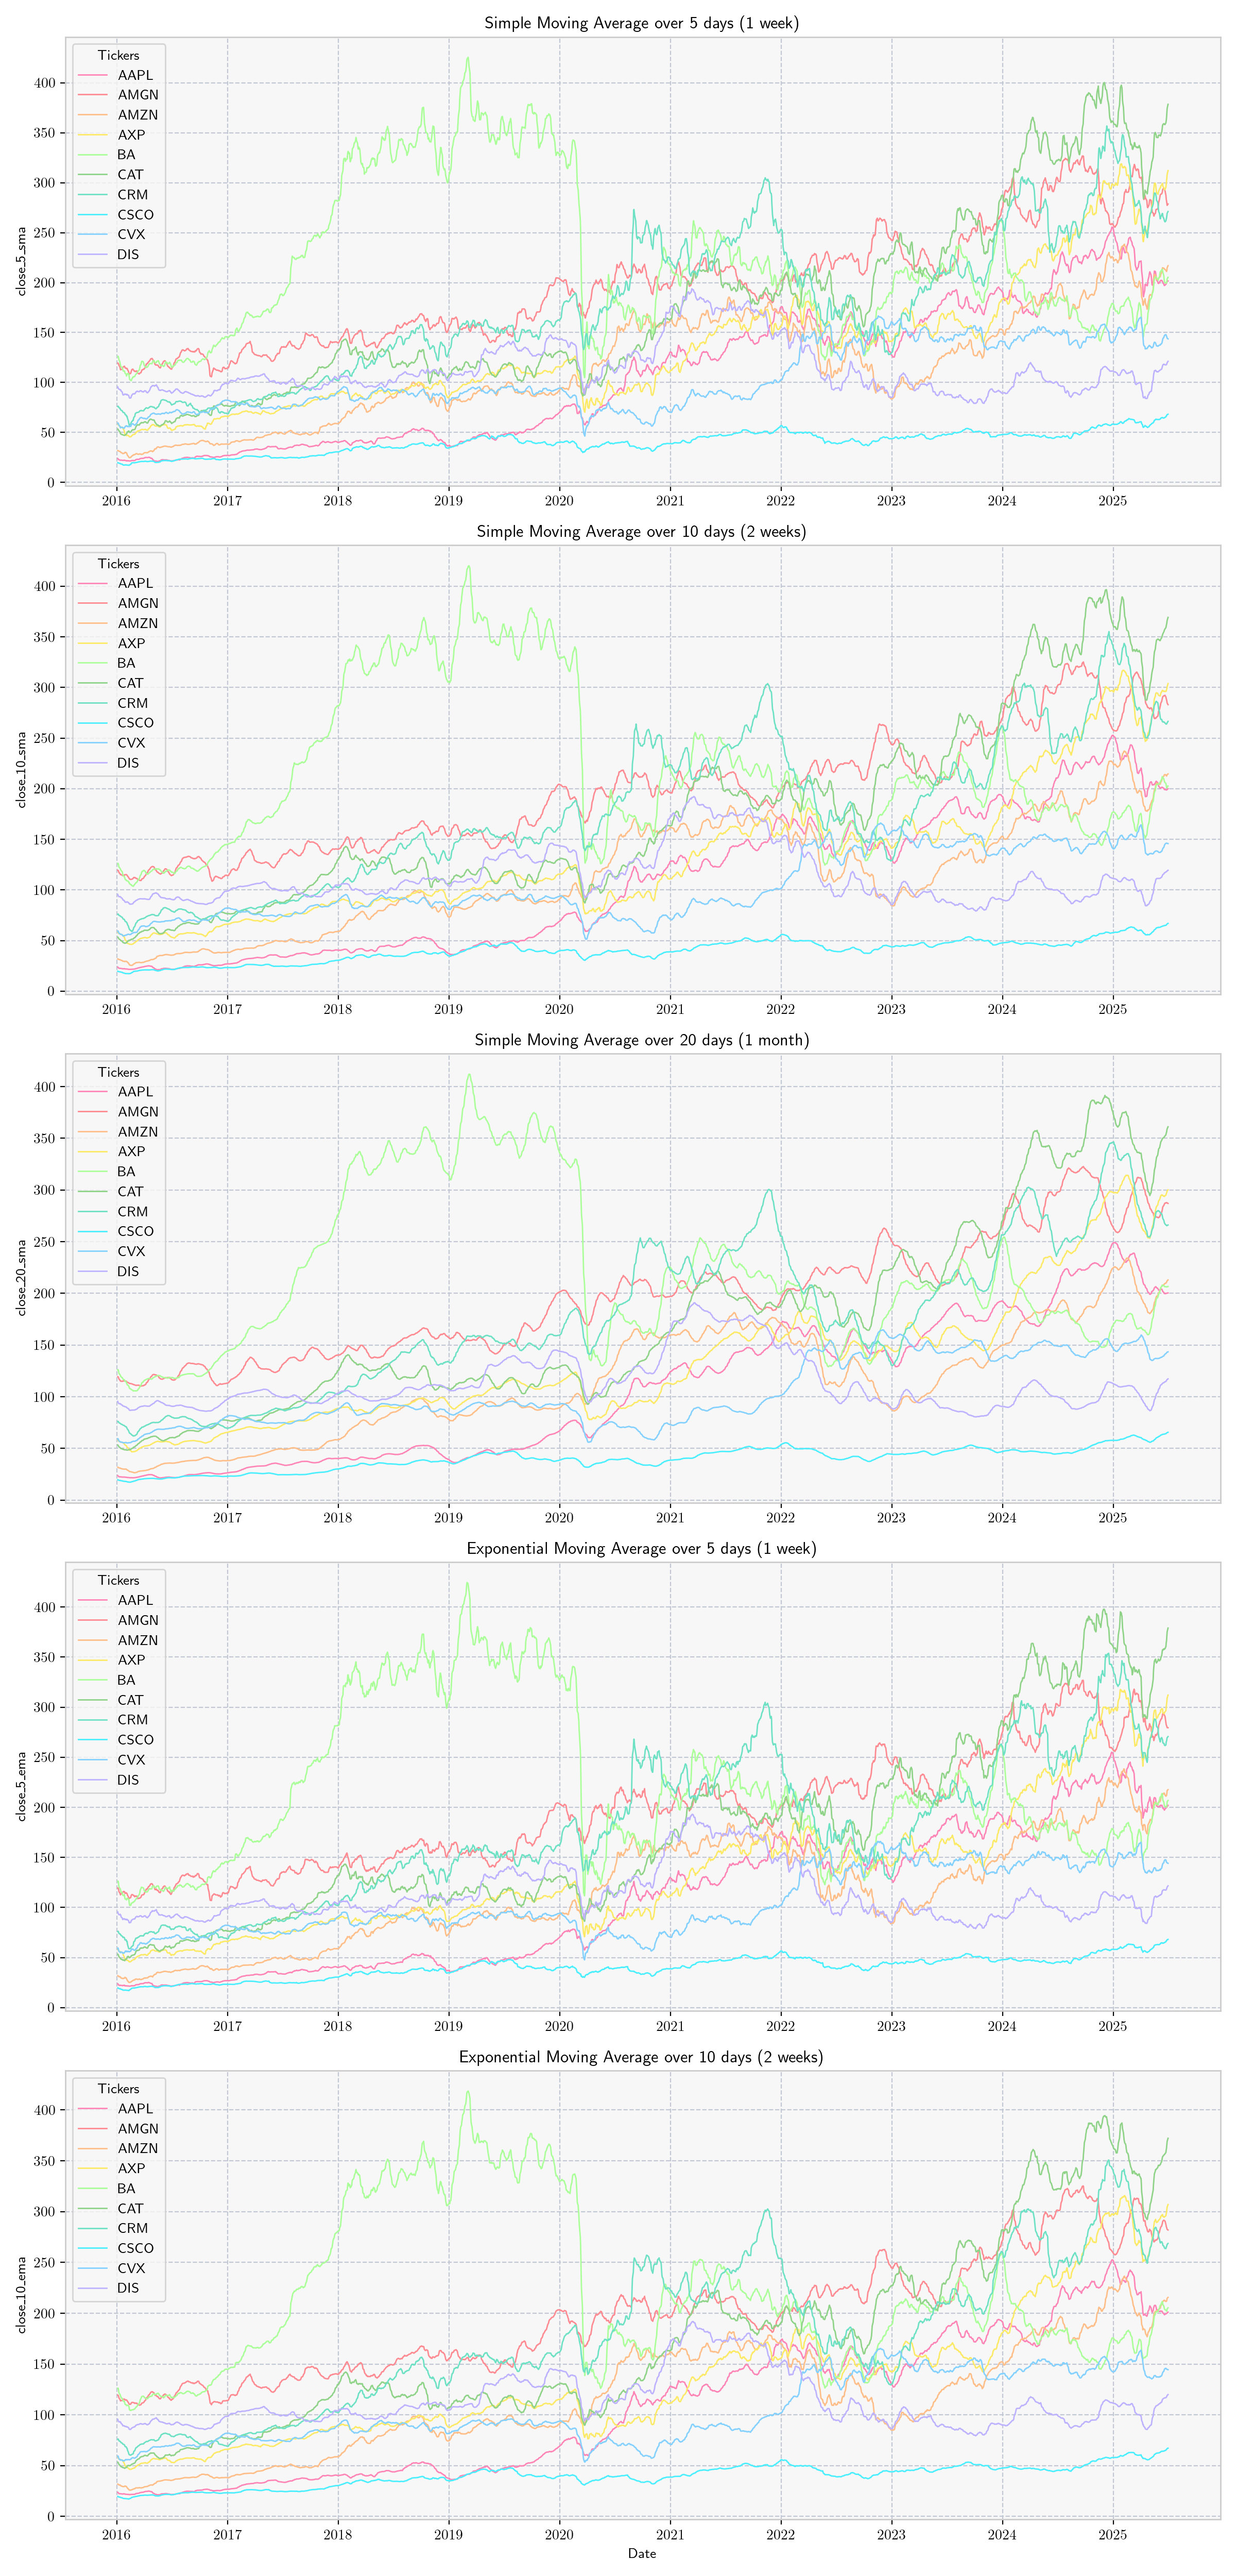 Simple Moving Average over 5 days (1 week)
Tickers
AAPL
AMGN
AMZN
AXP
BA
CAT
CRM
CSCO
CVX
DIS
close_5_sma
400
350
300
250
200
150
100
50
0
2016 2017 2018 2019 2020 2021 2022 2023 2024 2025
Simple Moving Average over 10 days (2 weeks)
Tickers
AAPL
AMGN
AMZN
AXP
BA
CAT
CRM
CSCO
CVX
DIS
close_10_sma
400
350
300
250
200
150
100
50
0
2016 2017 2018 2019 2020 2021 2022 2023 2024 2025
Simple Moving Average over 20 days (1 month)
Tickers
AAPL
AMGN
AMZN
AXP
BA
CAT
CRM
CSCO
CVX
DIS
close_20_sma
400
350
300
250
200
150
100
50
0
2016 2017 2018 2019 2020 2021 2022 2023 2024 2025
Exponential Moving Average over 5 days (1 week)
Tickers
AAPL
AMGN
AMZN
AXP
BA
CAT
CRM
CSCO
CVX
DIS
close_5_ema
400
350
300
250
200
150
100
50
0
2016 2017 2018 2019 2020 2021 2022 2023 2024 2025
Exponential Moving Average over 10 days (2 weeks)
Tickers
AAPL
AMGN
AMZN
AXP
BA
CAT
CRM
CSCO
CVX
DIS
close_10_ema
400
350
300
250
200
150
100
50
0
2016 2017 2018 2019 2020 2021 2022 2023 2024 2025
Date